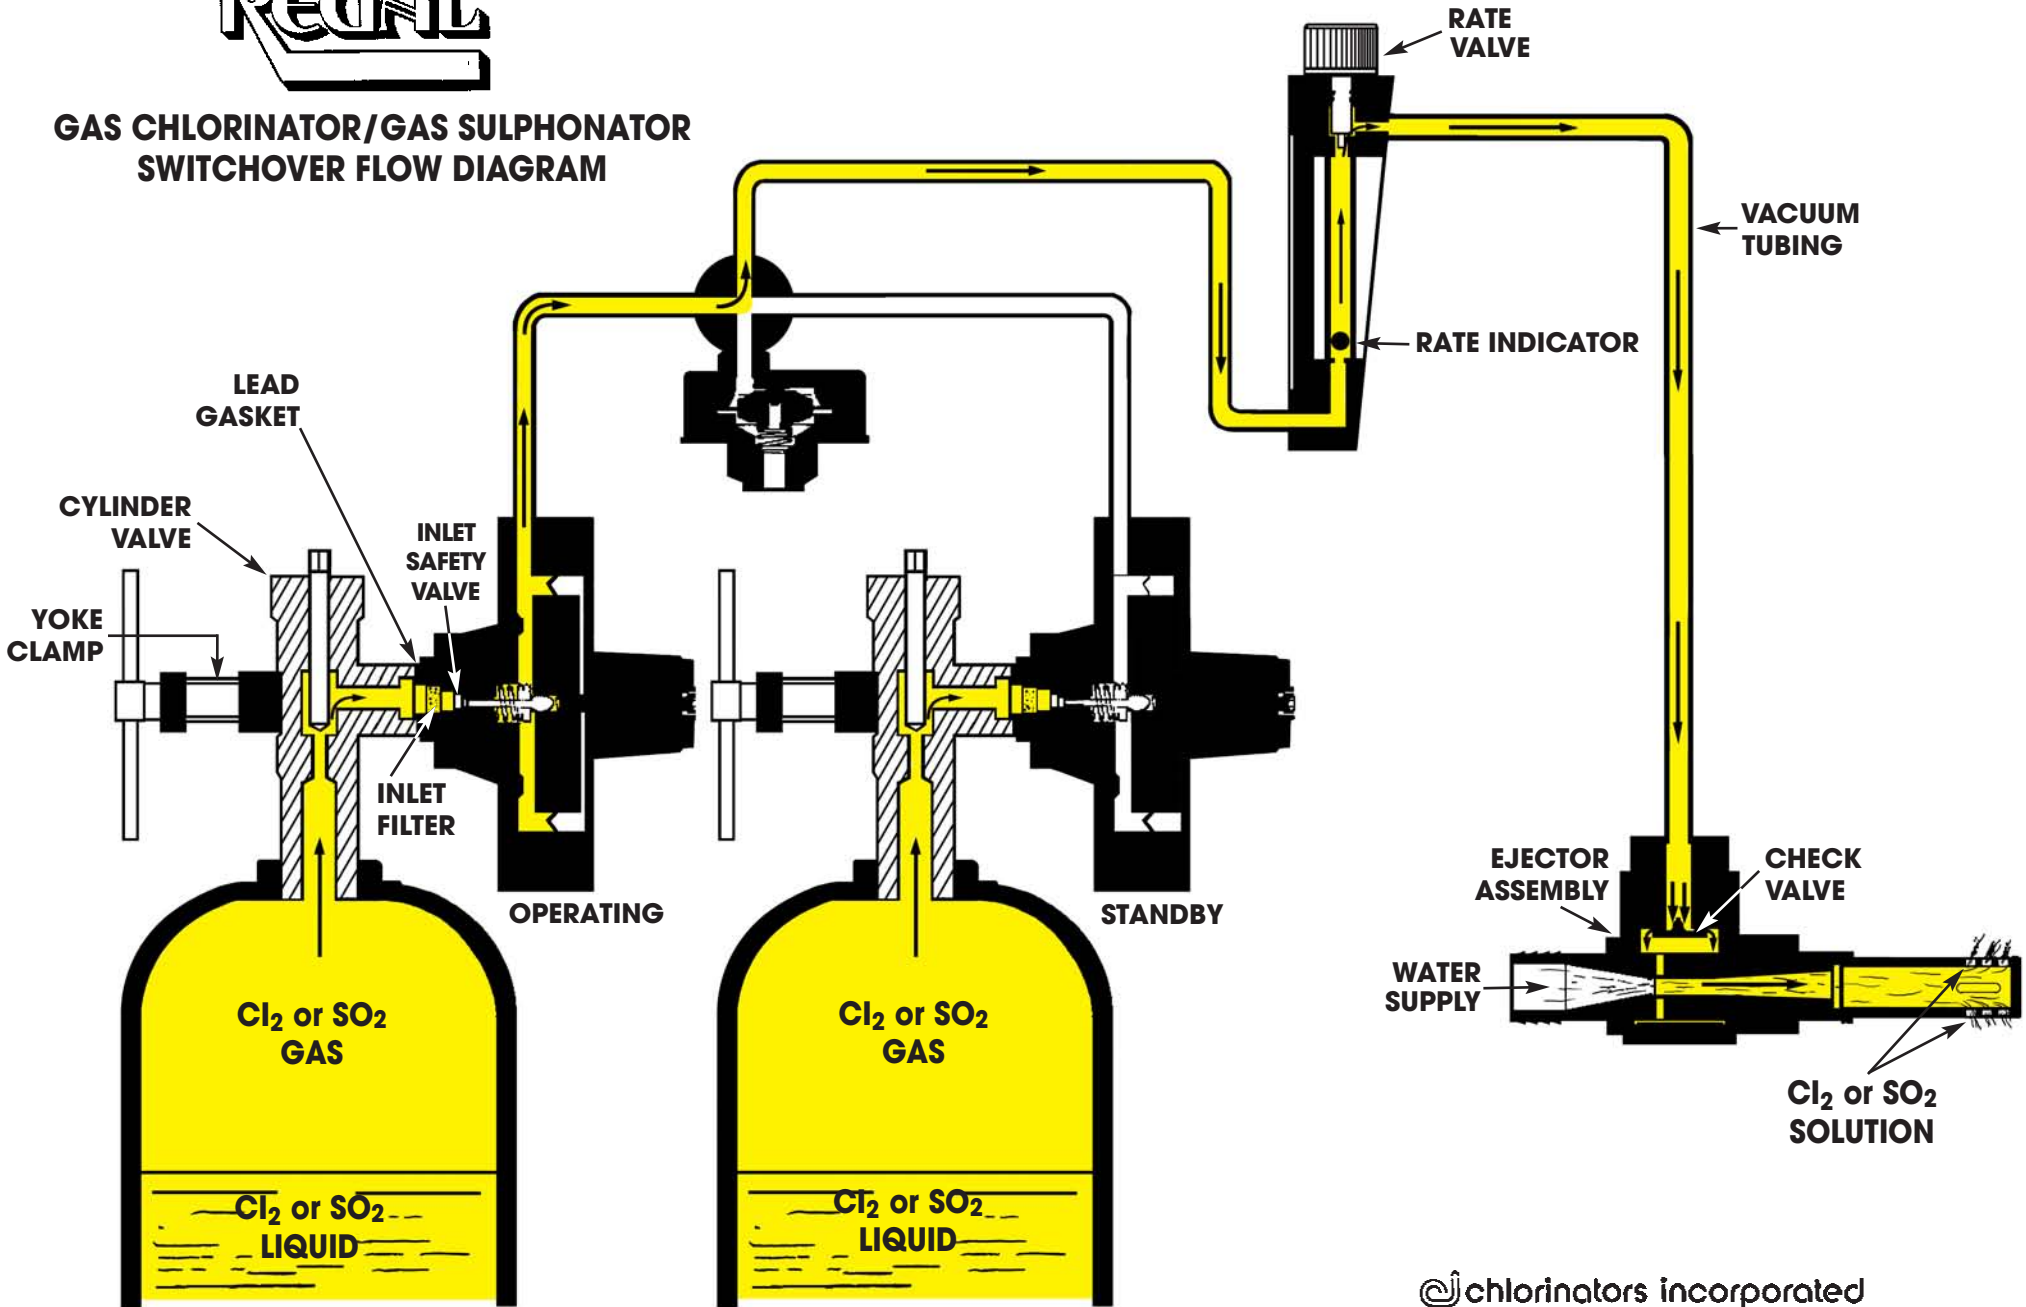 REGAL
GAS CHLORINATOR/GAS SULPHONATOR
SWITCHOVER FLOW DIAGRAM
RATE
VALVE
VACUUM
TUBING
RATE INDICATOR
LEAD
GASKET
CYLINDER
VALVE
INLET
SAFETY
VALVE
YOKE
CLAMP
INLET
FILTER
OPERATING
STANDBY
EJECTOR
ASSEMBLY
CHECK
VALVE
WATER
SUPPLY
Cl₂ or SO₂
GAS
Cl₂ or SO₂
GAS
Cl₂ or SO₂
SOLUTION
Cl₂ or SO₂
LIQUID
Cl₂ or SO₂
LIQUID
chlorinators incorporated